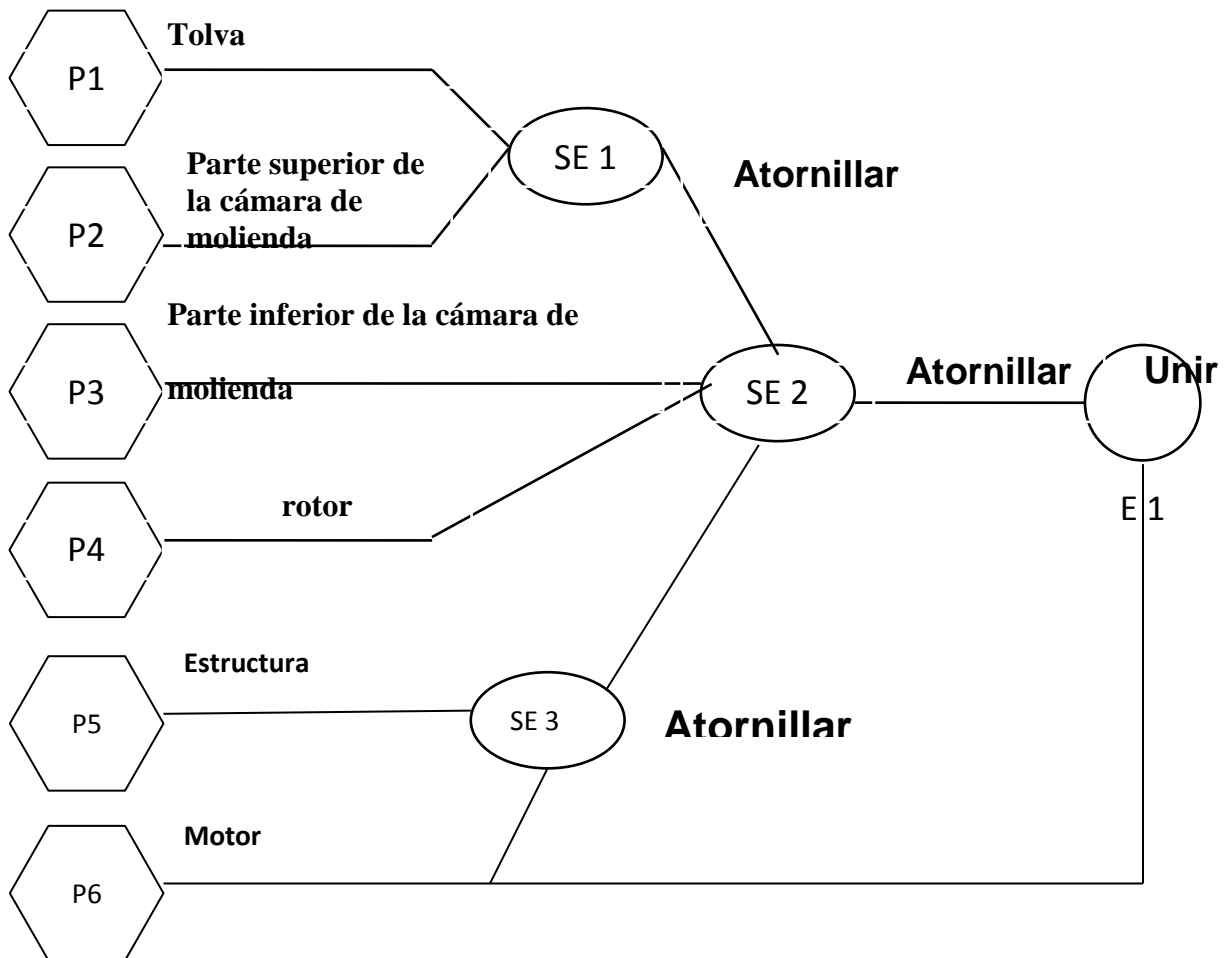 Tolva
P1
Parte superior de
la cámara de
molienda
SE 1
Atornillar
P2
Parte inferior de la cámara de
molienda
P3
SE 2
Atornillar
Unir
E 1
rotor
P4
Estructura
P5
SE 3
Atornillar
Motor
P6